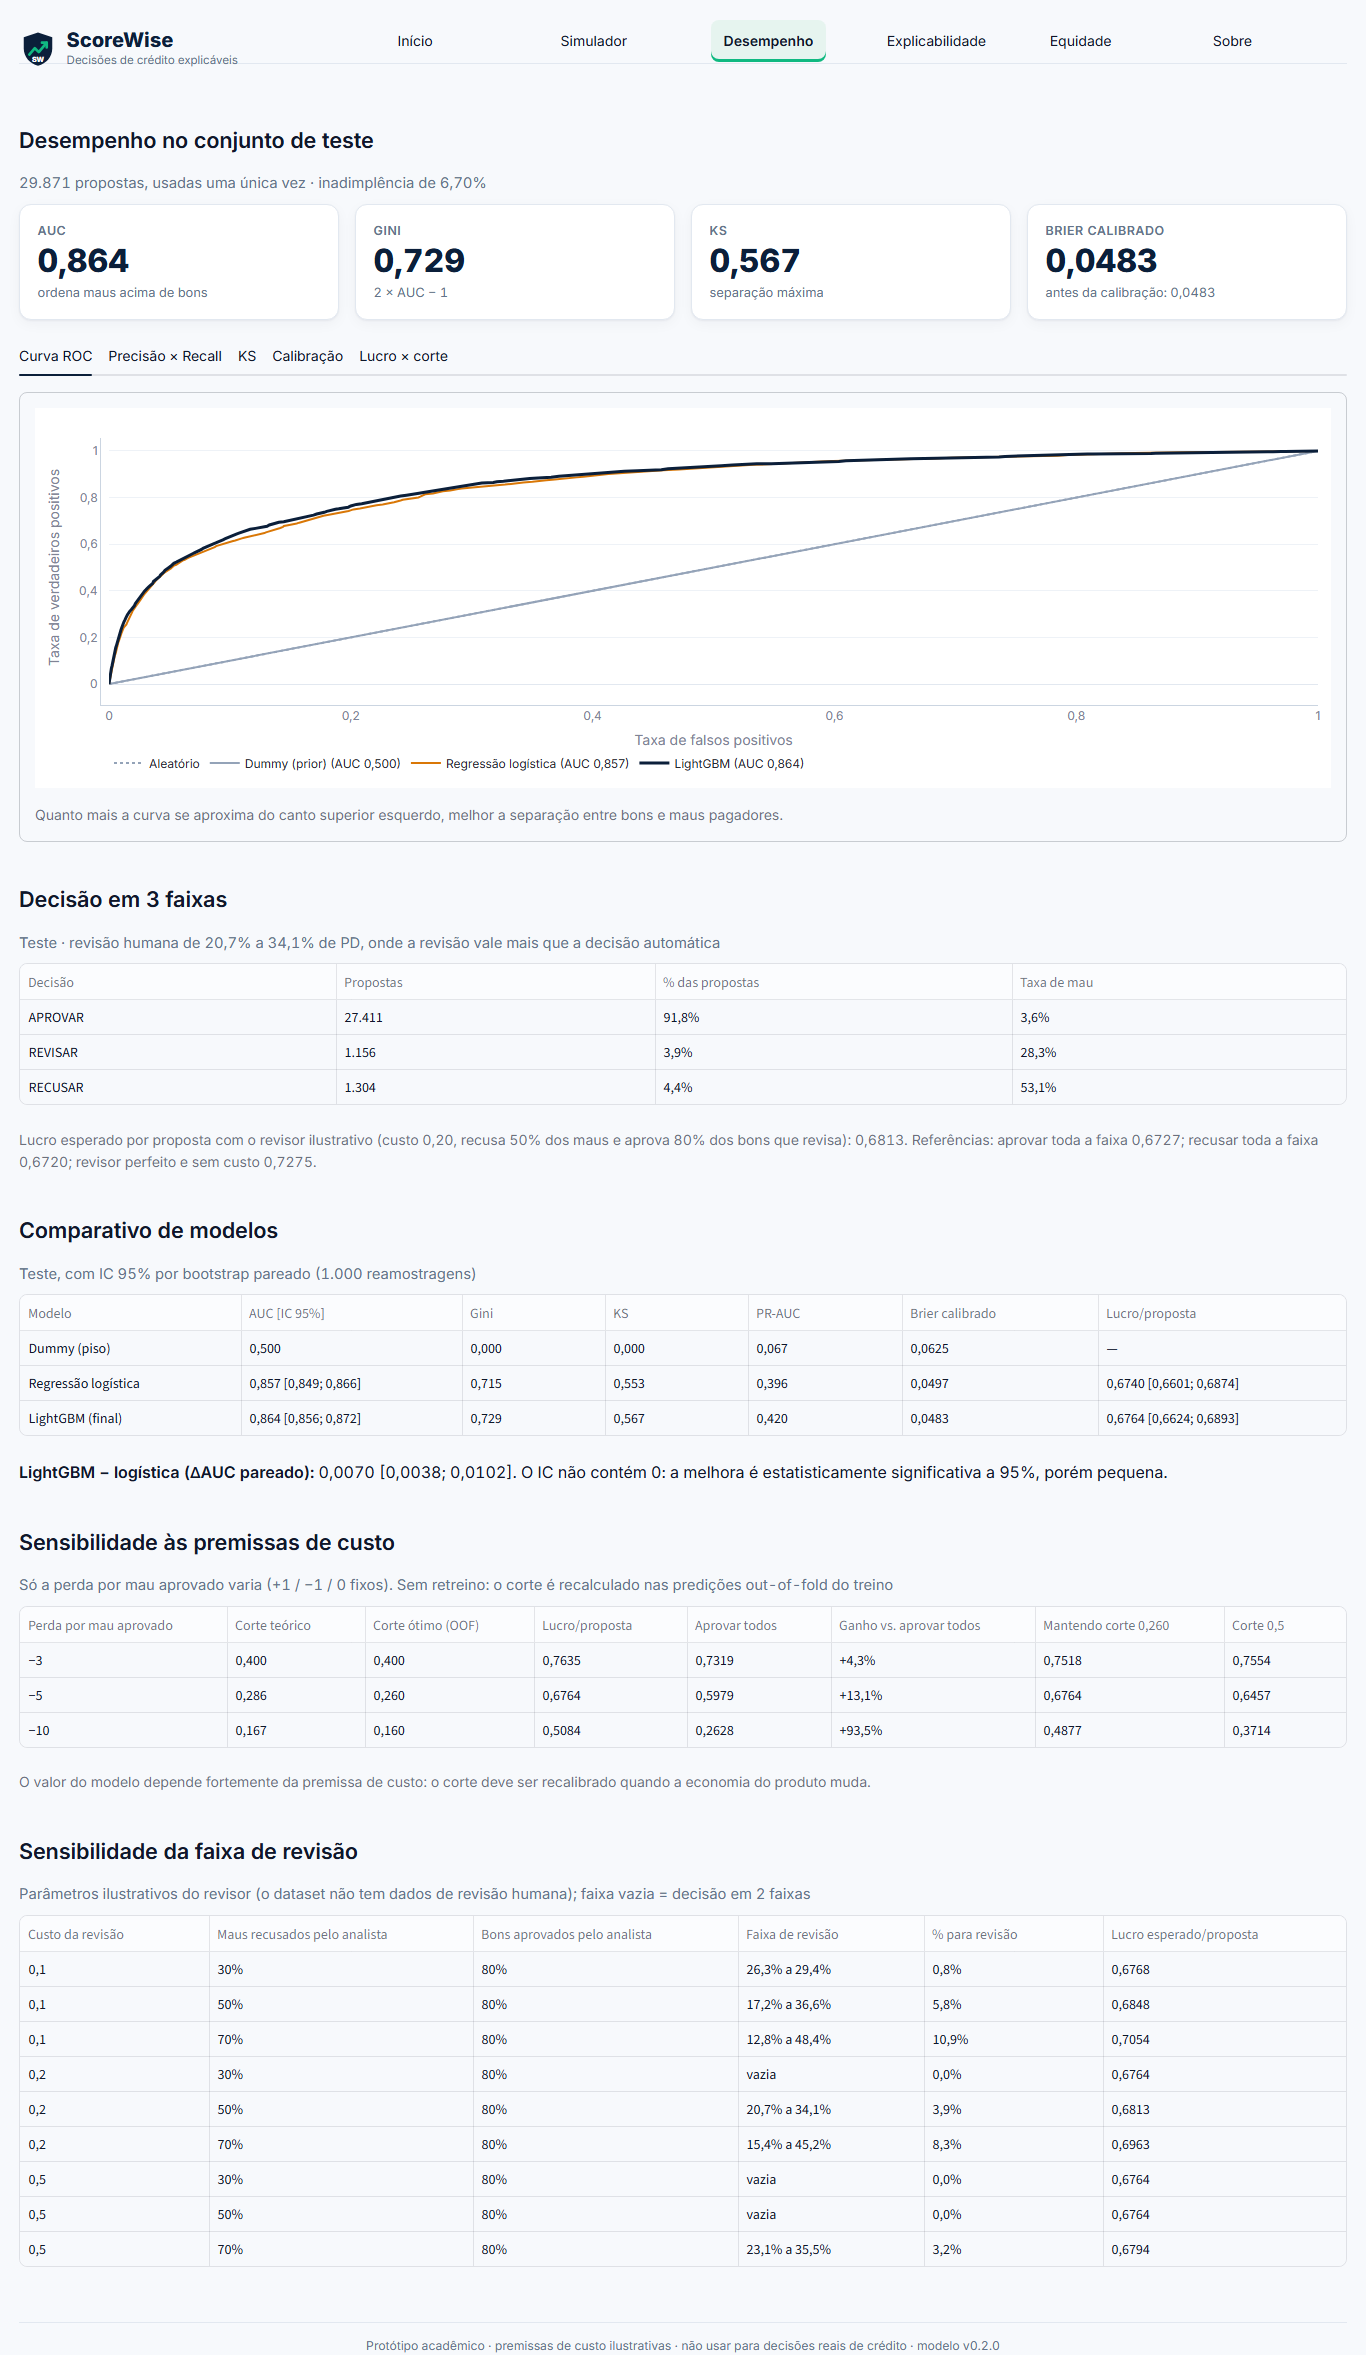 ScoreWise
Decisões de crédito explicáveis
SW
Início Simulador Desempenho Explicabilidade Equidade Sobre
Desempenho no conjunto de teste
29.871 propostas, usadas uma única vez · inadimplência de 6,70%
AUC
0,864
ordena maus acima de bons
GINI
0,729
2 × AUC − 1
KS
0,567
separação máxima
BRIER CALIBRADO
0,0483
antes da calibração: 0,0483
Curva ROC Precisão × Recall KS Calibração Lucro × corte
Taxa de verdadeiros positivos
1
0,8
0,6
0,4
0,2
0
0 0,2 0,4 0,6 0,8 1
Taxa de falsos positivos
Aleatório Dummy (prior) (AUC 0,500) Regressão logística (AUC 0,857) LightGBM (AUC 0,864)
Quanto mais a curva se aproxima do canto superior esquerdo, melhor a separação entre bons e maus pagadores.
Decisão em 3 faixas
Teste · revisão humana de 20,7% a 34,1% de PD, onde a revisão vale mais que a decisão automática
Decisão Propostas % das propostas Taxa de mau
APROVAR 27.411 91,8% 3,6%
REVISAR 1.156 3,9% 28,3%
RECUSAR 1.304 4,4% 53,1%
Lucro esperado por proposta com o revisor ilustrativo (custo 0,20, recusa 50% dos maus e aprova 80% dos bons que revisa): 0,6813. Referências: aprovar toda a faixa 0,6727; recusar toda a faixa
0,6720; revisor perfeito e sem custo 0,7275.
Comparativo de modelos
Teste, com IC 95% por bootstrap pareado (1.000 reamostragens)
Modelo AUC [IC 95%] Gini KS PR-AUC Brier calibrado Lucro/proposta
Dummy (piso) 0,500 0,000 0,000 0,067 0,0625 —
Regressão logística 0,857 [0,849; 0,866] 0,715 0,553 0,396 0,0497 0,6740 [0,6601; 0,6874]
LightGBM (final) 0,864 [0,856; 0,872] 0,729 0,567 0,420 0,0483 0,6764 [0,6624; 0,6893]
LightGBM − logística (ΔAUC pareado): 0,0070 [0,0038; 0,0102]. O IC não contém 0: a melhora é estatisticamente significativa a 95%, porém pequena.
Sensibilidade às premissas de custo
Só a perda por mau aprovado varia (+1 / −1 / 0 fixos). Sem retreino: o corte é recalculado nas predições out-of-fold do treino
Perda por mau aprovado Corte teórico Corte ótimo (OOF) Lucro/proposta Aprovar todos Ganho vs. aprovar todos Mantendo corte 0,260 Corte 0,5
−3 0,400 0,400 0,7635 0,7319 +4,3% 0,7518 0,7554
−5 0,286 0,260 0,6764 0,5979 +13,1% 0,6764 0,6457
−10 0,167 0,160 0,5084 0,2628 +93,5% 0,4877 0,3714
O valor do modelo depende fortemente da premissa de custo: o corte deve ser recalibrado quando a economia do produto muda.
Sensibilidade da faixa de revisão
Parâmetros ilustrativos do revisor (o dataset não tem dados de revisão humana); faixa vazia = decisão em 2 faixas
Custo da revisão Maus recusados pelo analista Bons aprovados pelo analista Faixa de revisão % para revisão Lucro esperado/proposta
0,1 30% 80% 26,3% a 29,4% 0,8% 0,6768
0,1 50% 80% 17,2% a 36,6% 5,8% 0,6848
0,1 70% 80% 12,8% a 48,4% 10,9% 0,7054
0,2 30% 80% vazia 0,0% 0,6764
0,2 50% 80% 20,7% a 34,1% 3,9% 0,6813
0,2 70% 80% 15,4% a 45,2% 8,3% 0,6963
0,5 30% 80% vazia 0,0% 0,6764
0,5 50% 80% vazia 0,0% 0,6764
0,5 70% 80% 23,1% a 35,5% 3,2% 0,6794
Protótipo acadêmico · premissas de custo ilustrativas · não usar para decisões reais de crédito · modelo v0.2.0